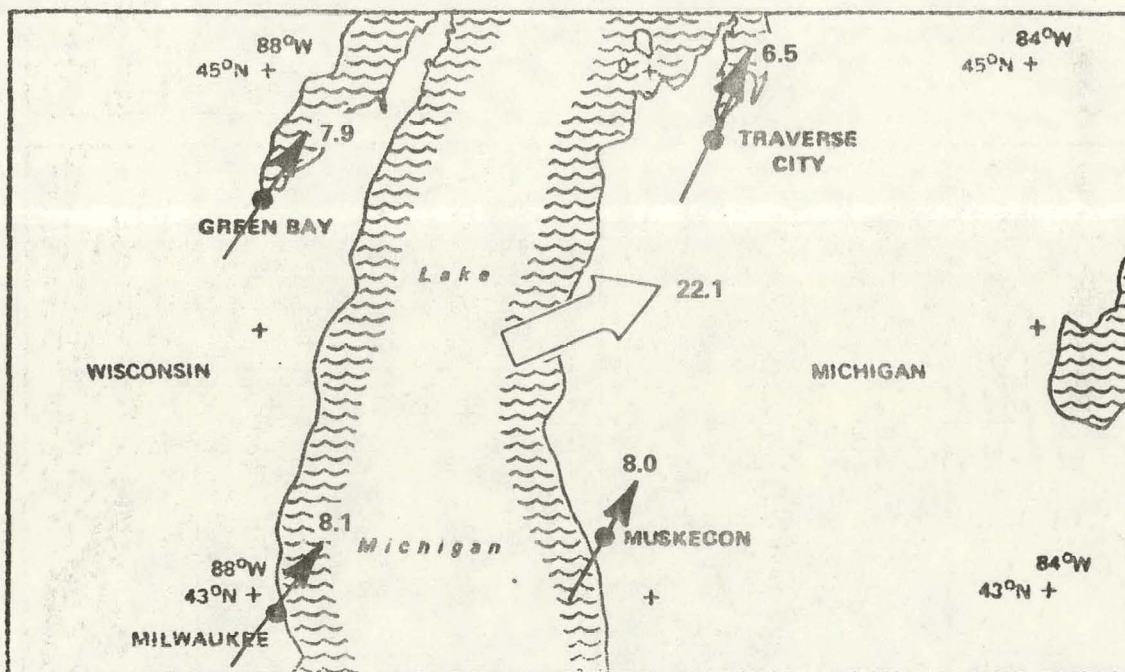 88°W
45°N +
6.5
84°W
45°N +
7.9
TRAVERSE
CITY
GREEN BAY
Lake
22.1
WISCONSIN
MICHIGAN
8.0
8.1
Michigan
MUSKECON
88°W
43°N +
84°W
43°N +
MILWAUKEE